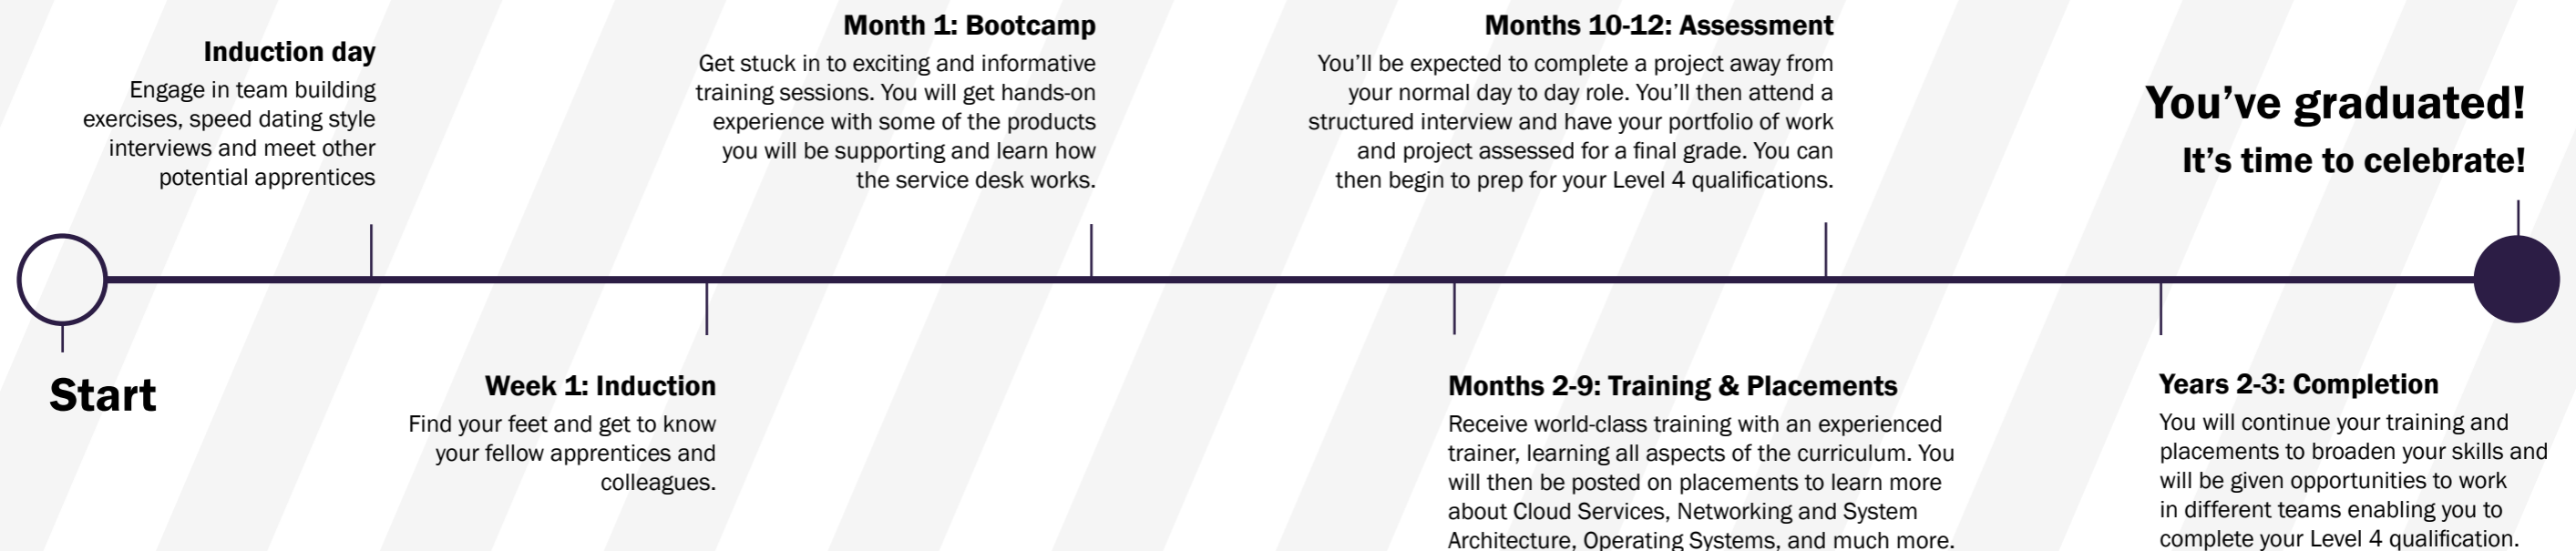 Start
Induction day
Engage in team building
exercises, speed dating style
interviews and meet other
potential apprentices
Week 1: Induction
Find your feet and get to know
your fellow apprentices and
colleagues.
Month 1: Bootcamp
Get stuck in to exciting and informative
training sessions. You will get hands-on
experience with some of the products
you will be supporting and learn how
the service desk works.
Months 2-9: Training & Placements
Receive world-class training with an experienced
trainer, learning all aspects of the curriculum. You
will then be posted on placements to learn more
about Cloud Services, Networking and System
Architecture, Operating Systems, and much more.
Months 10-12: Assessment
You’ll be expected to complete a project away from
your normal day to day role. You’ll then attend a
structured interview and have your portfolio of work
and project assessed for a final grade. You can
then begin to prep for your Level 4 qualifications.
Years 2-3: Completion
You will continue your training and
placements to broaden your skills and
will be given opportunities to work
in different teams enabling you to
complete your Level 4 qualification.
You’ve graduated!
It’s time to celebrate!